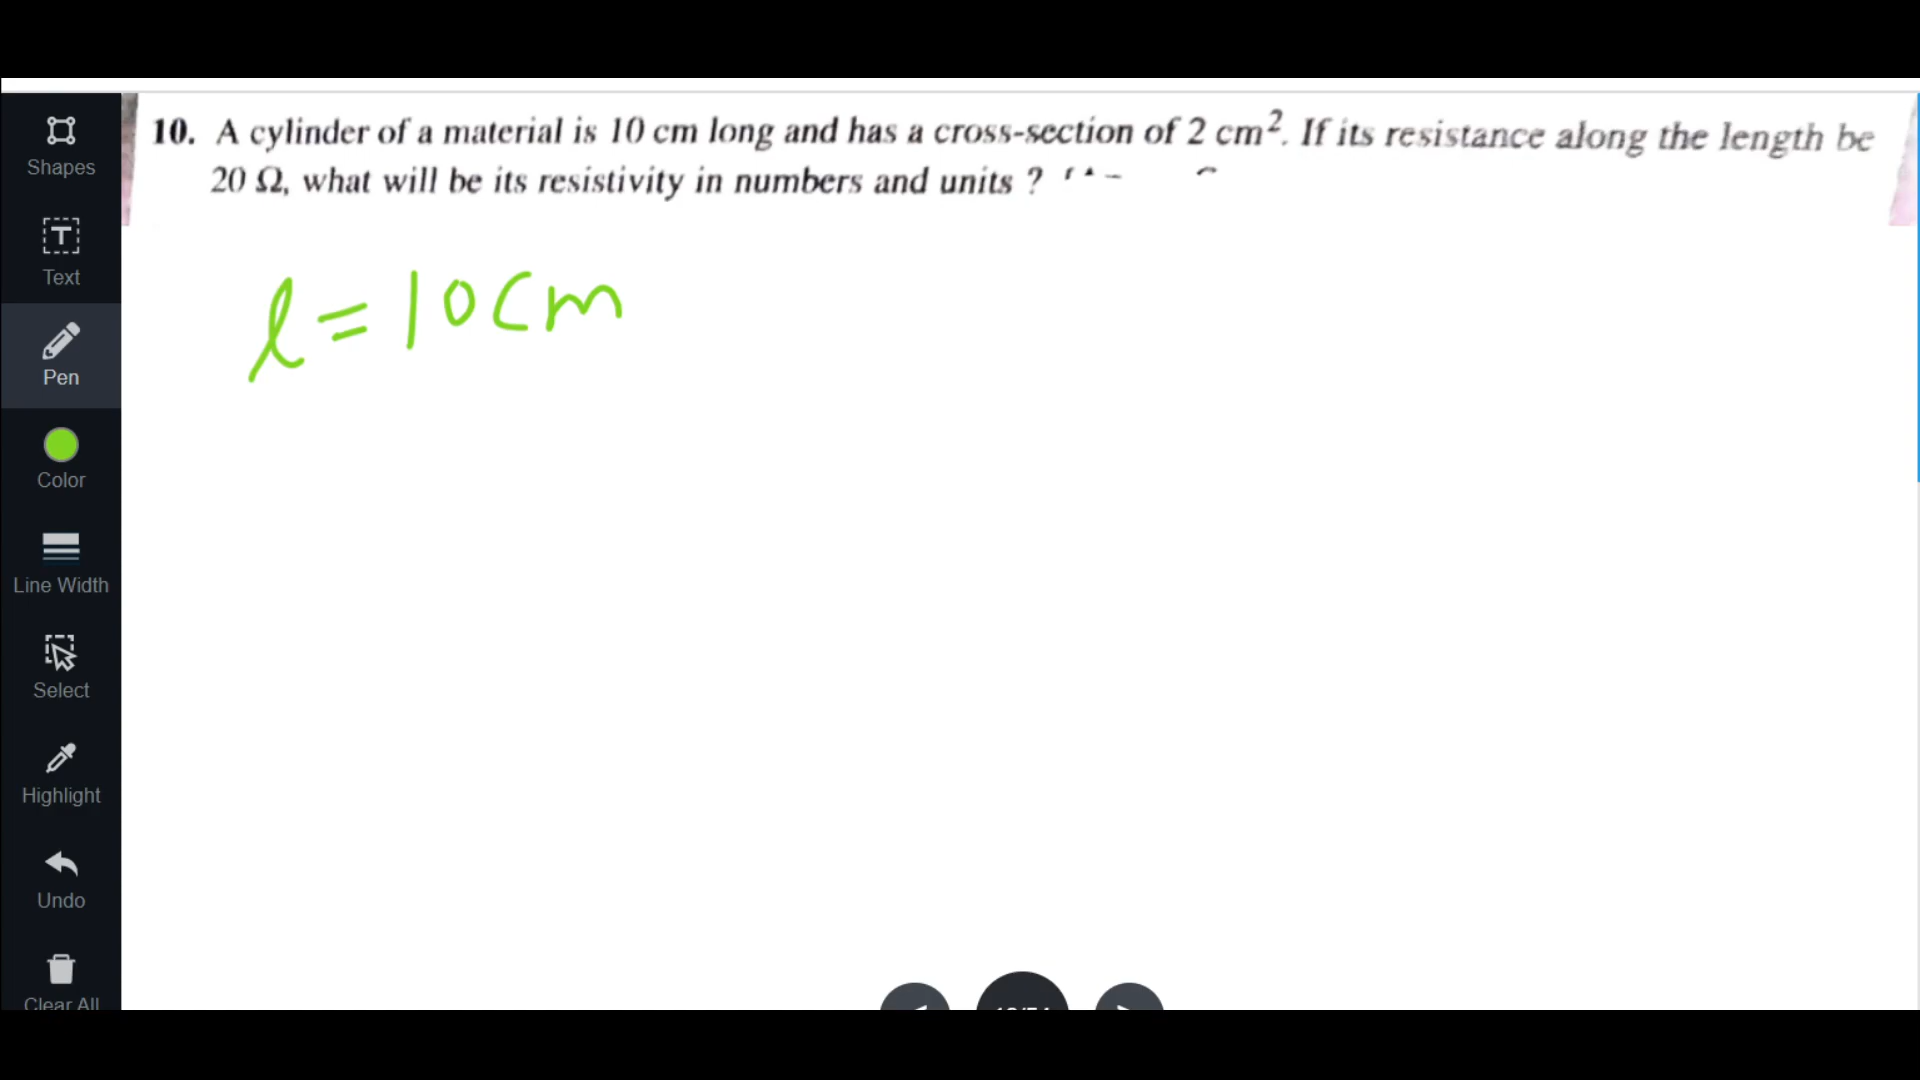 10. A cylinder of a material is 10 cm long and has a cross-section of 2 cm². If its resistance along the length be
20 Ω, what will be its resistivity in numbers and units ?
l = 10 cm
Shapes
Text
Pen
Color
Line Width
Select
Highlight
Undo
Clear All